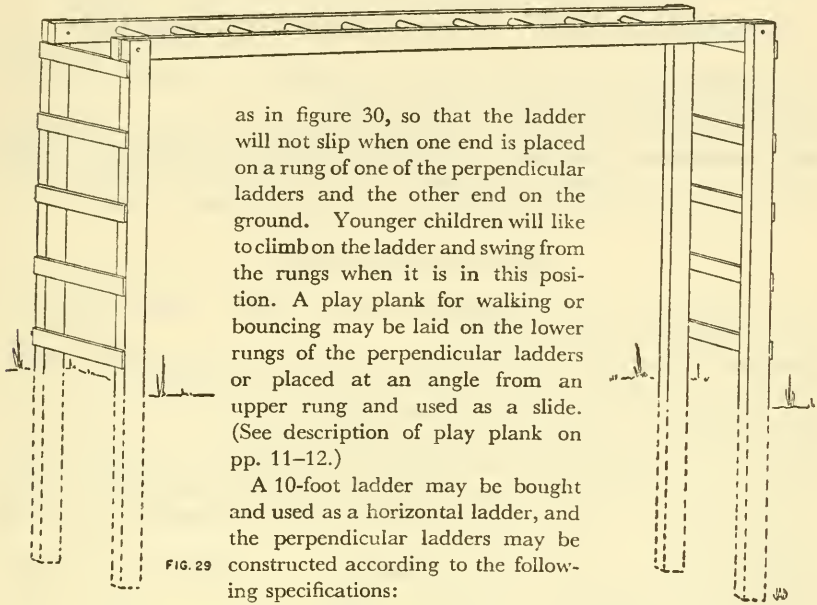 as in figure 30, so that the ladder
will not slip when one end is placed
on a rung of one of the perpendicular
ladders and the other end on the
ground. Younger children will like
to climb on the ladder and swing from
the rungs when it is in this posi-
tion. A play plank for walking or
bouncing may be laid on the lower
rungs of the perpendicular ladders
or placed at an angle from an
upper rung and used as a slide.
(See description of play plank on
pp. 11–12.)
A 10-foot ladder may be bought
and used as a horizontal ladder, and
the perpendicular ladders may be
FIG. 29 constructed according to the follow-
ing specifications: